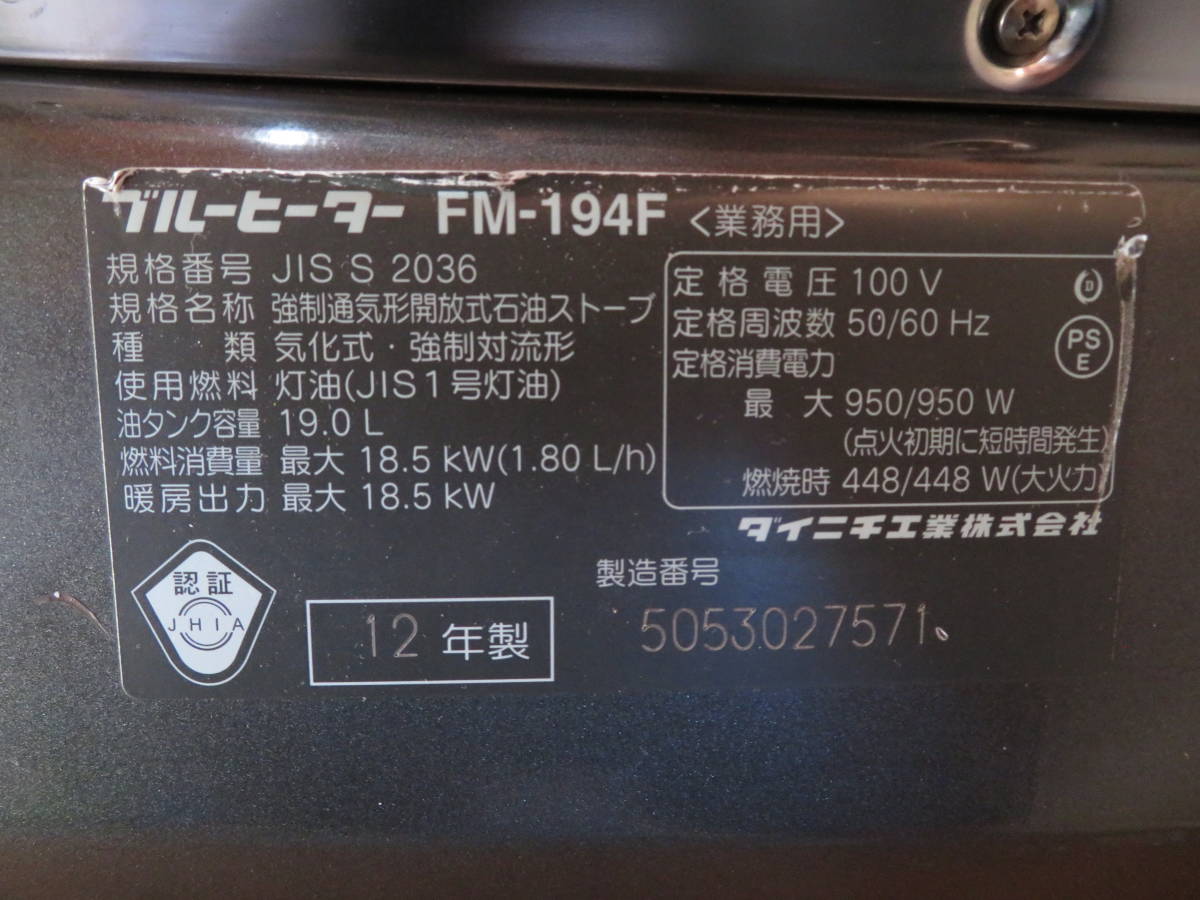 ブルーヒーター FM-194F <業務用>
規格番号 JIS S 2036
規格名称 強制通気形開放式石油ストーブ
種 類 気化式・強制対流形
使用燃料 灯油(JIS1号灯油)
油タンク容量 19.0 L
燃料消費量 最大 18.5 kW(1.80 L/h)
暖房出力 最大 18.5 kW
定格電圧 100 V
D
定格周波数 50/60 Hz
PS
E
定格消費電力
最大 950/950 W
(点火初期に短時間発生)
燃焼時 448/448 W(大火力)
ダイニチ工業株式会社
認証
JHIA
12 年製
製造番号
5053027571